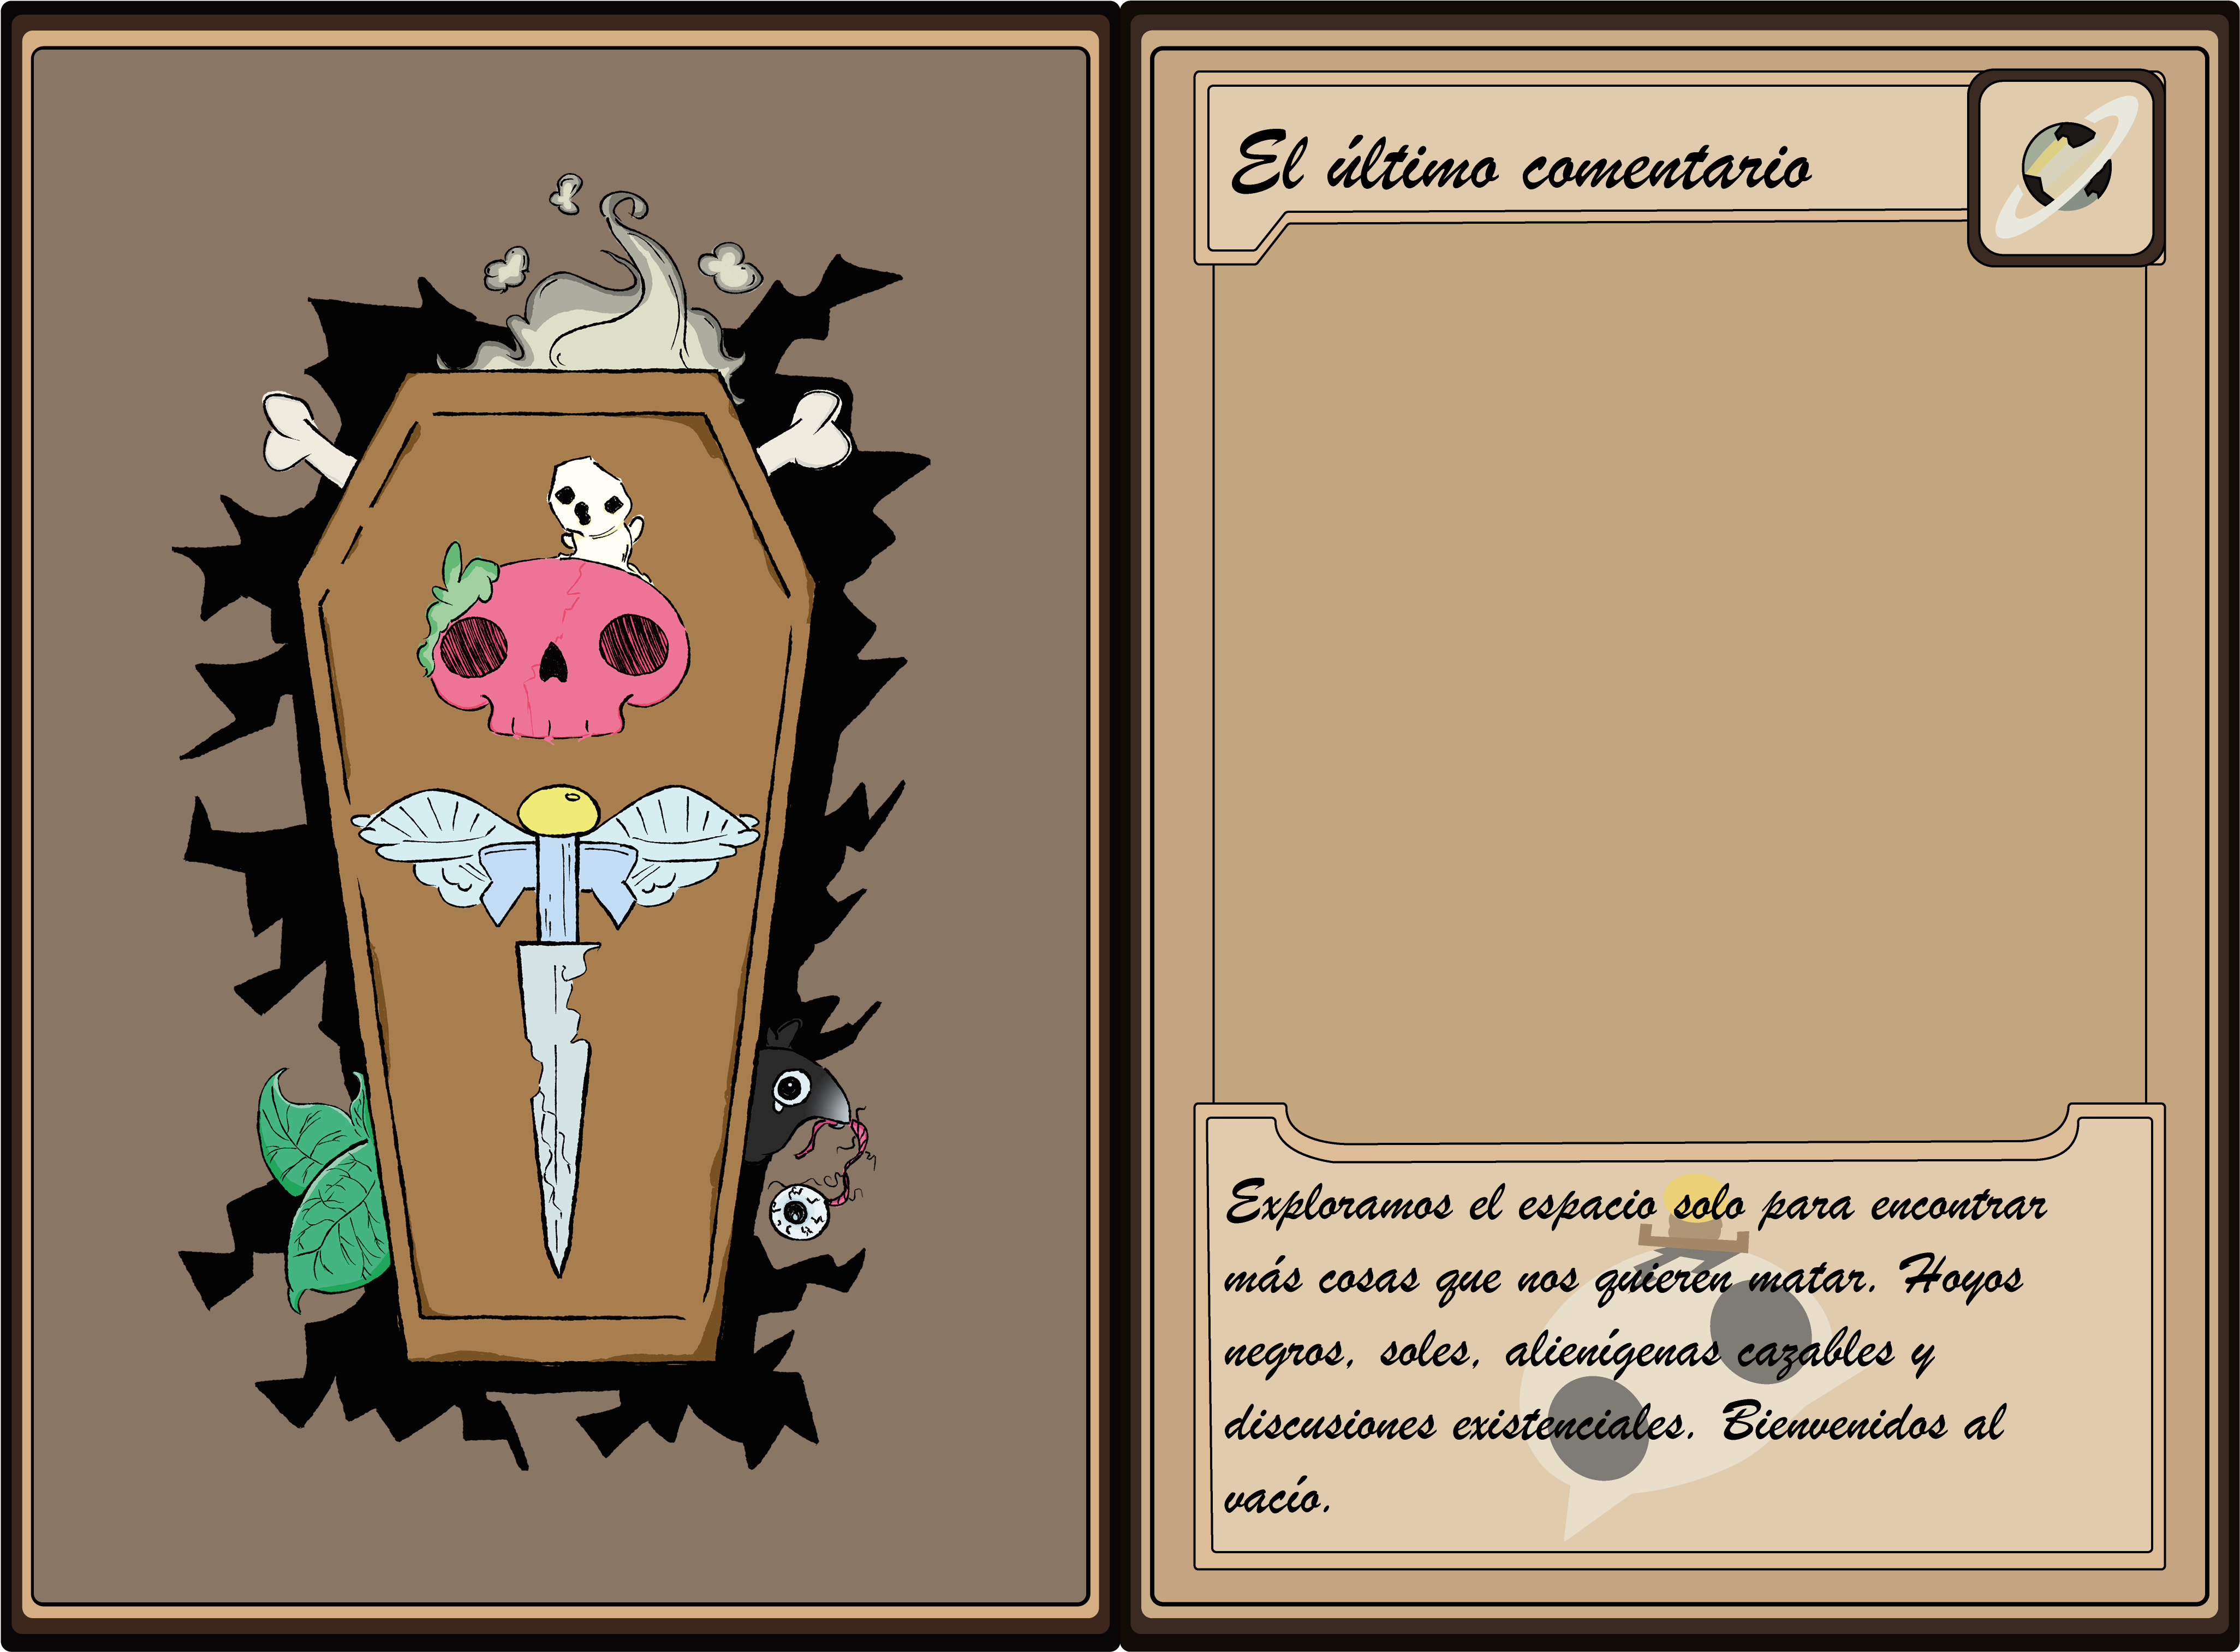 El último comentario
Exploramos el espacio solo para encontrar
más cosas que nos quieren matar. Hoyos
negros, soles, alienígenas cazables y
discusiones existenciales. Bienvenidos al
vacío.